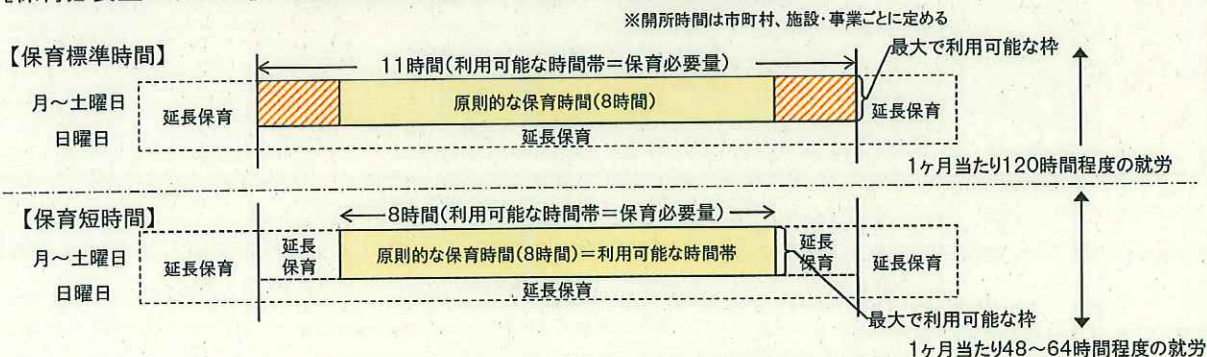 ※開所時間は市町村、施設・事業ごとに定める
【保育標準時間】
最大で利用可能な枠
11時間(利用可能な時間帯=保育必要量)
月~土曜日
延長保育
原則的な保育時間(8時間)
延長保育
日曜日
延長保育
1ヶ月当たり120時間程度の就労
【保育短時間】
8時間(利用可能な時間帯=保育必要量)
月~土曜日
延長保育
延長
保育
原則的な保育時間(8時間)=利用可能な時間帯
延長
保育
延長保育
日曜日
延長保育
最大で利用可能な枠
1ヶ月当たり48~64時間程度の就労